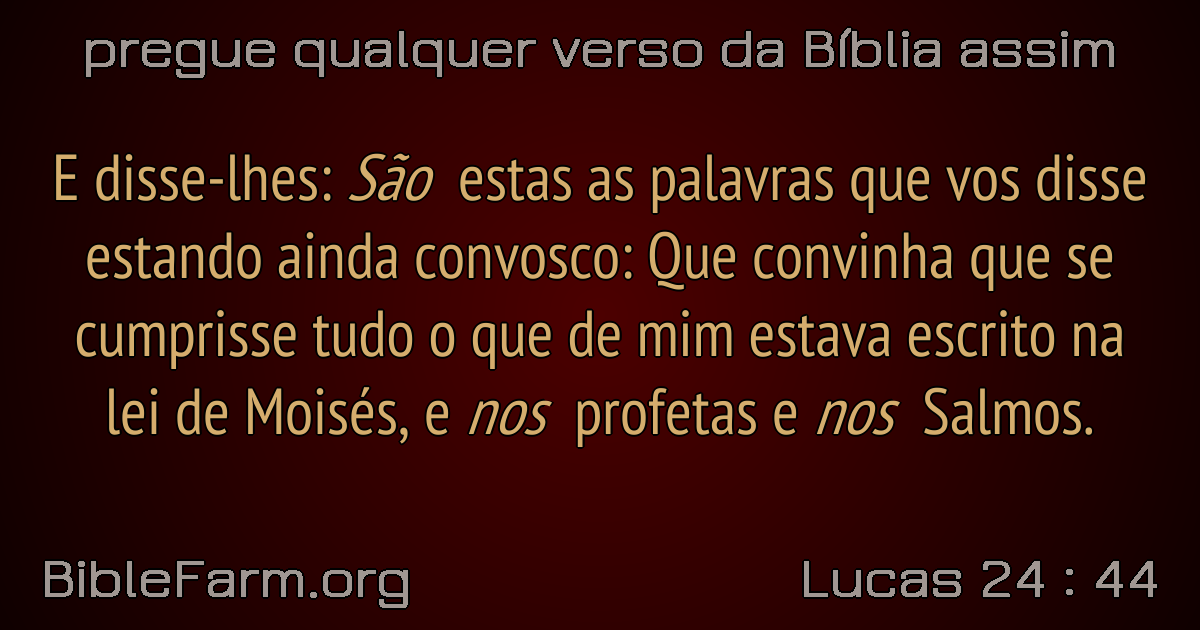 pregue qualquer verso da Bíblia assim
E disse-lhes: São estas as palavras que vos disse
estando ainda convosco: Que convinha que se
cumprisse tudo o que de mim estava escrito na
lei de Moisés, e nos profetas e nos Salmos.
BibleFarm.org
Lucas 24 : 44